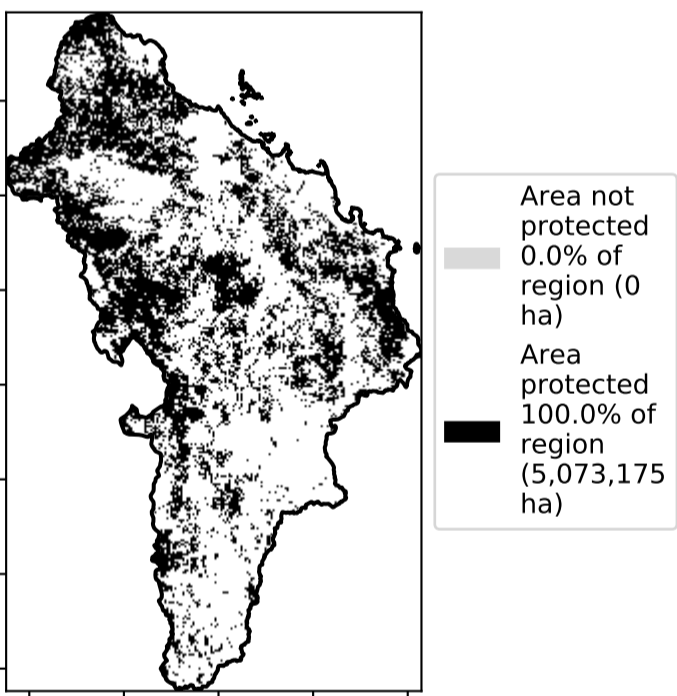 Area not
protected
0.0% of
region (0
ha)
Area
protected
100.0% of
region
(5,073,175
ha)